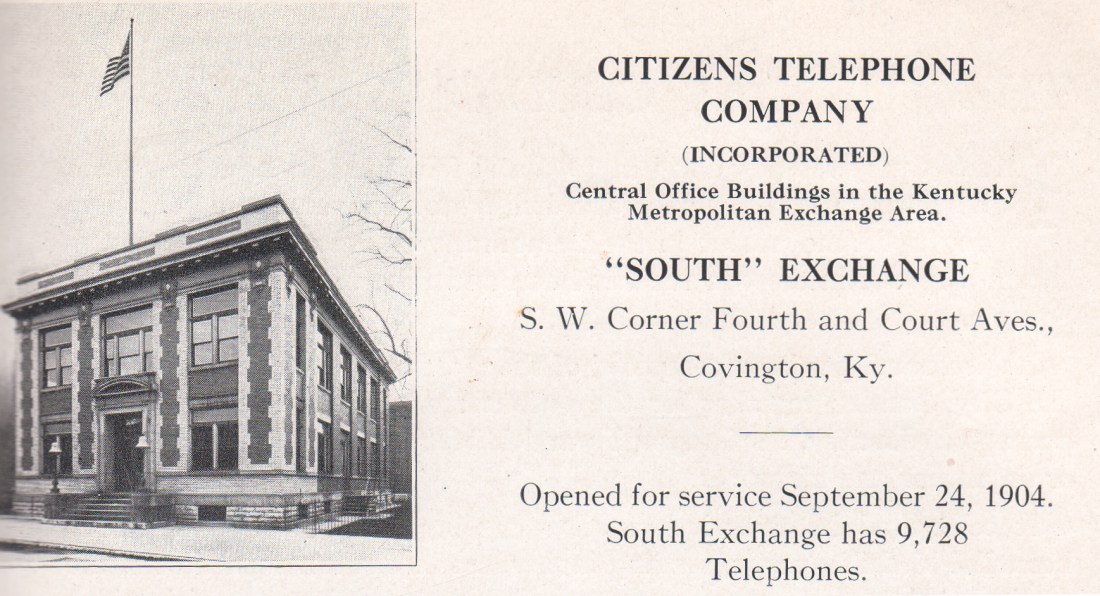 CITIZENS TELEPHONE
COMPANY
(INCORPORATED)
Central Office Buildings in the Kentucky
Metropolitan Exchange Area.
“SOUTH” EXCHANGE
S. W. Corner Fourth and Court Aves.,
Covington, Ky.
Opened for service September 24, 1904.
South Exchange has 9,728
Telephones.